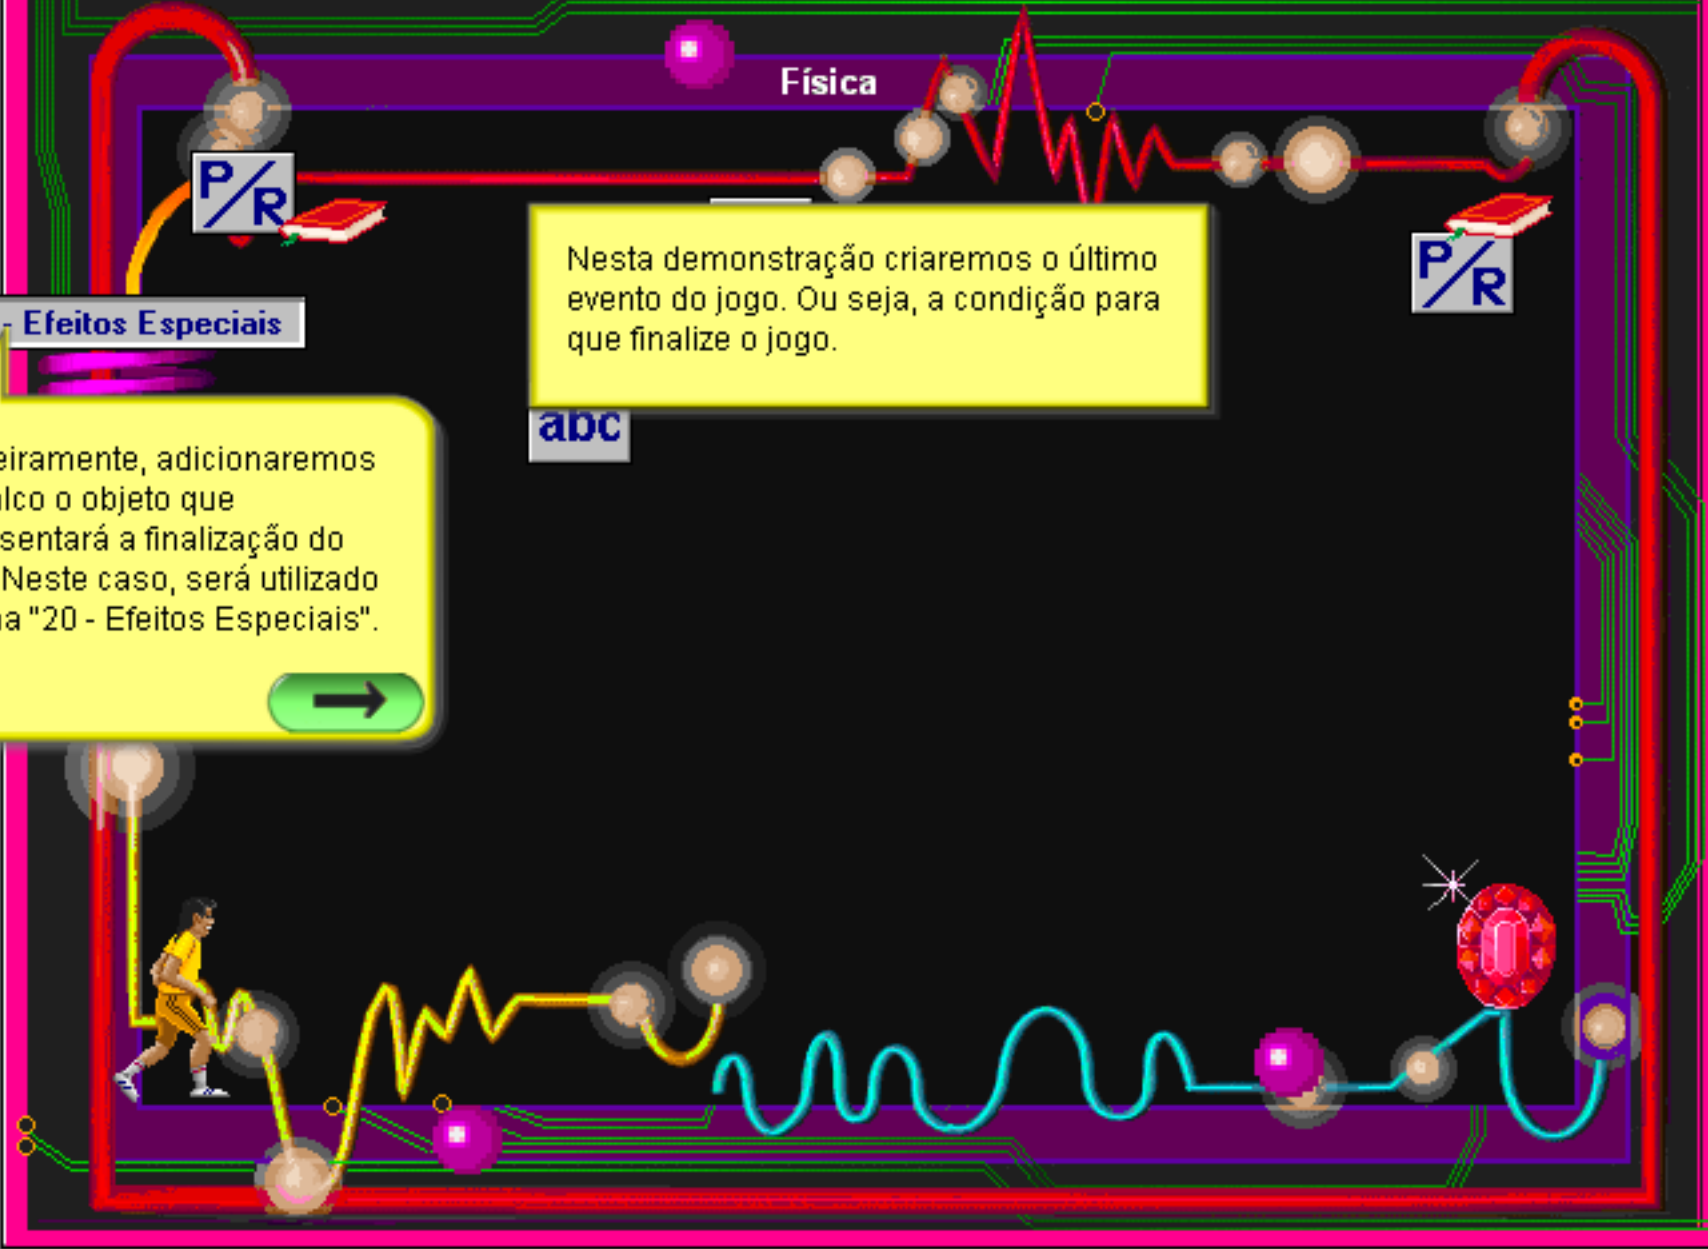 Física
P/R
P/R
Nesta demonstração criaremos o último
evento do jogo. Ou seja, a condição para
que finalize o jogo.
- Efeitos Especiais
abc
eiramente, adicionaremos
lco o objeto que
sentará a finalização do
Neste caso, será utilizado
a "20 - Efeitos Especiais".